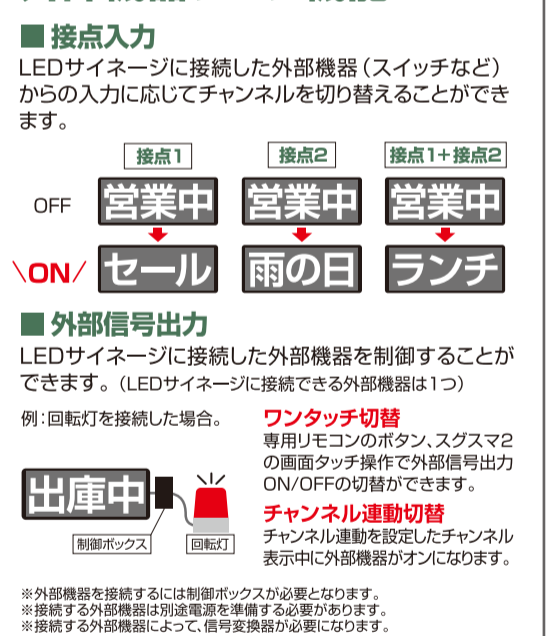 ■ 接点入力
LEDサイネージに接続した外部機器（スイッチなど）
からの入力に応じてチャンネルを切り替えることができ
ます。
接点1 接点2 接点1+接点2
OFF 営業中 営業中 営業中
\ON/ セール 雨の日 ランチ
■ 外部信号出力
LEDサイネージに接続した外部機器を制御することが
できます。（LEDサイネージに接続できる外部機器は1つ）
例：回転灯を接続した場合。
出庫中
制御ボックス 回転灯
ワンタッチ切替
専用リモコンのボタン、スグスマ2
の画面タッチ操作で外部信号出力
ON/OFFの切替ができます。
チャンネル連動切替
チャンネル連動を設定したチャンネル
表示中に外部機器がオンになります。
※外部機器を接続するには制御ボックスが必要となります。
※接続する外部機器は別途電源を準備する必要があります。
※接続する外部機器によって、信号変換器が必要になります。